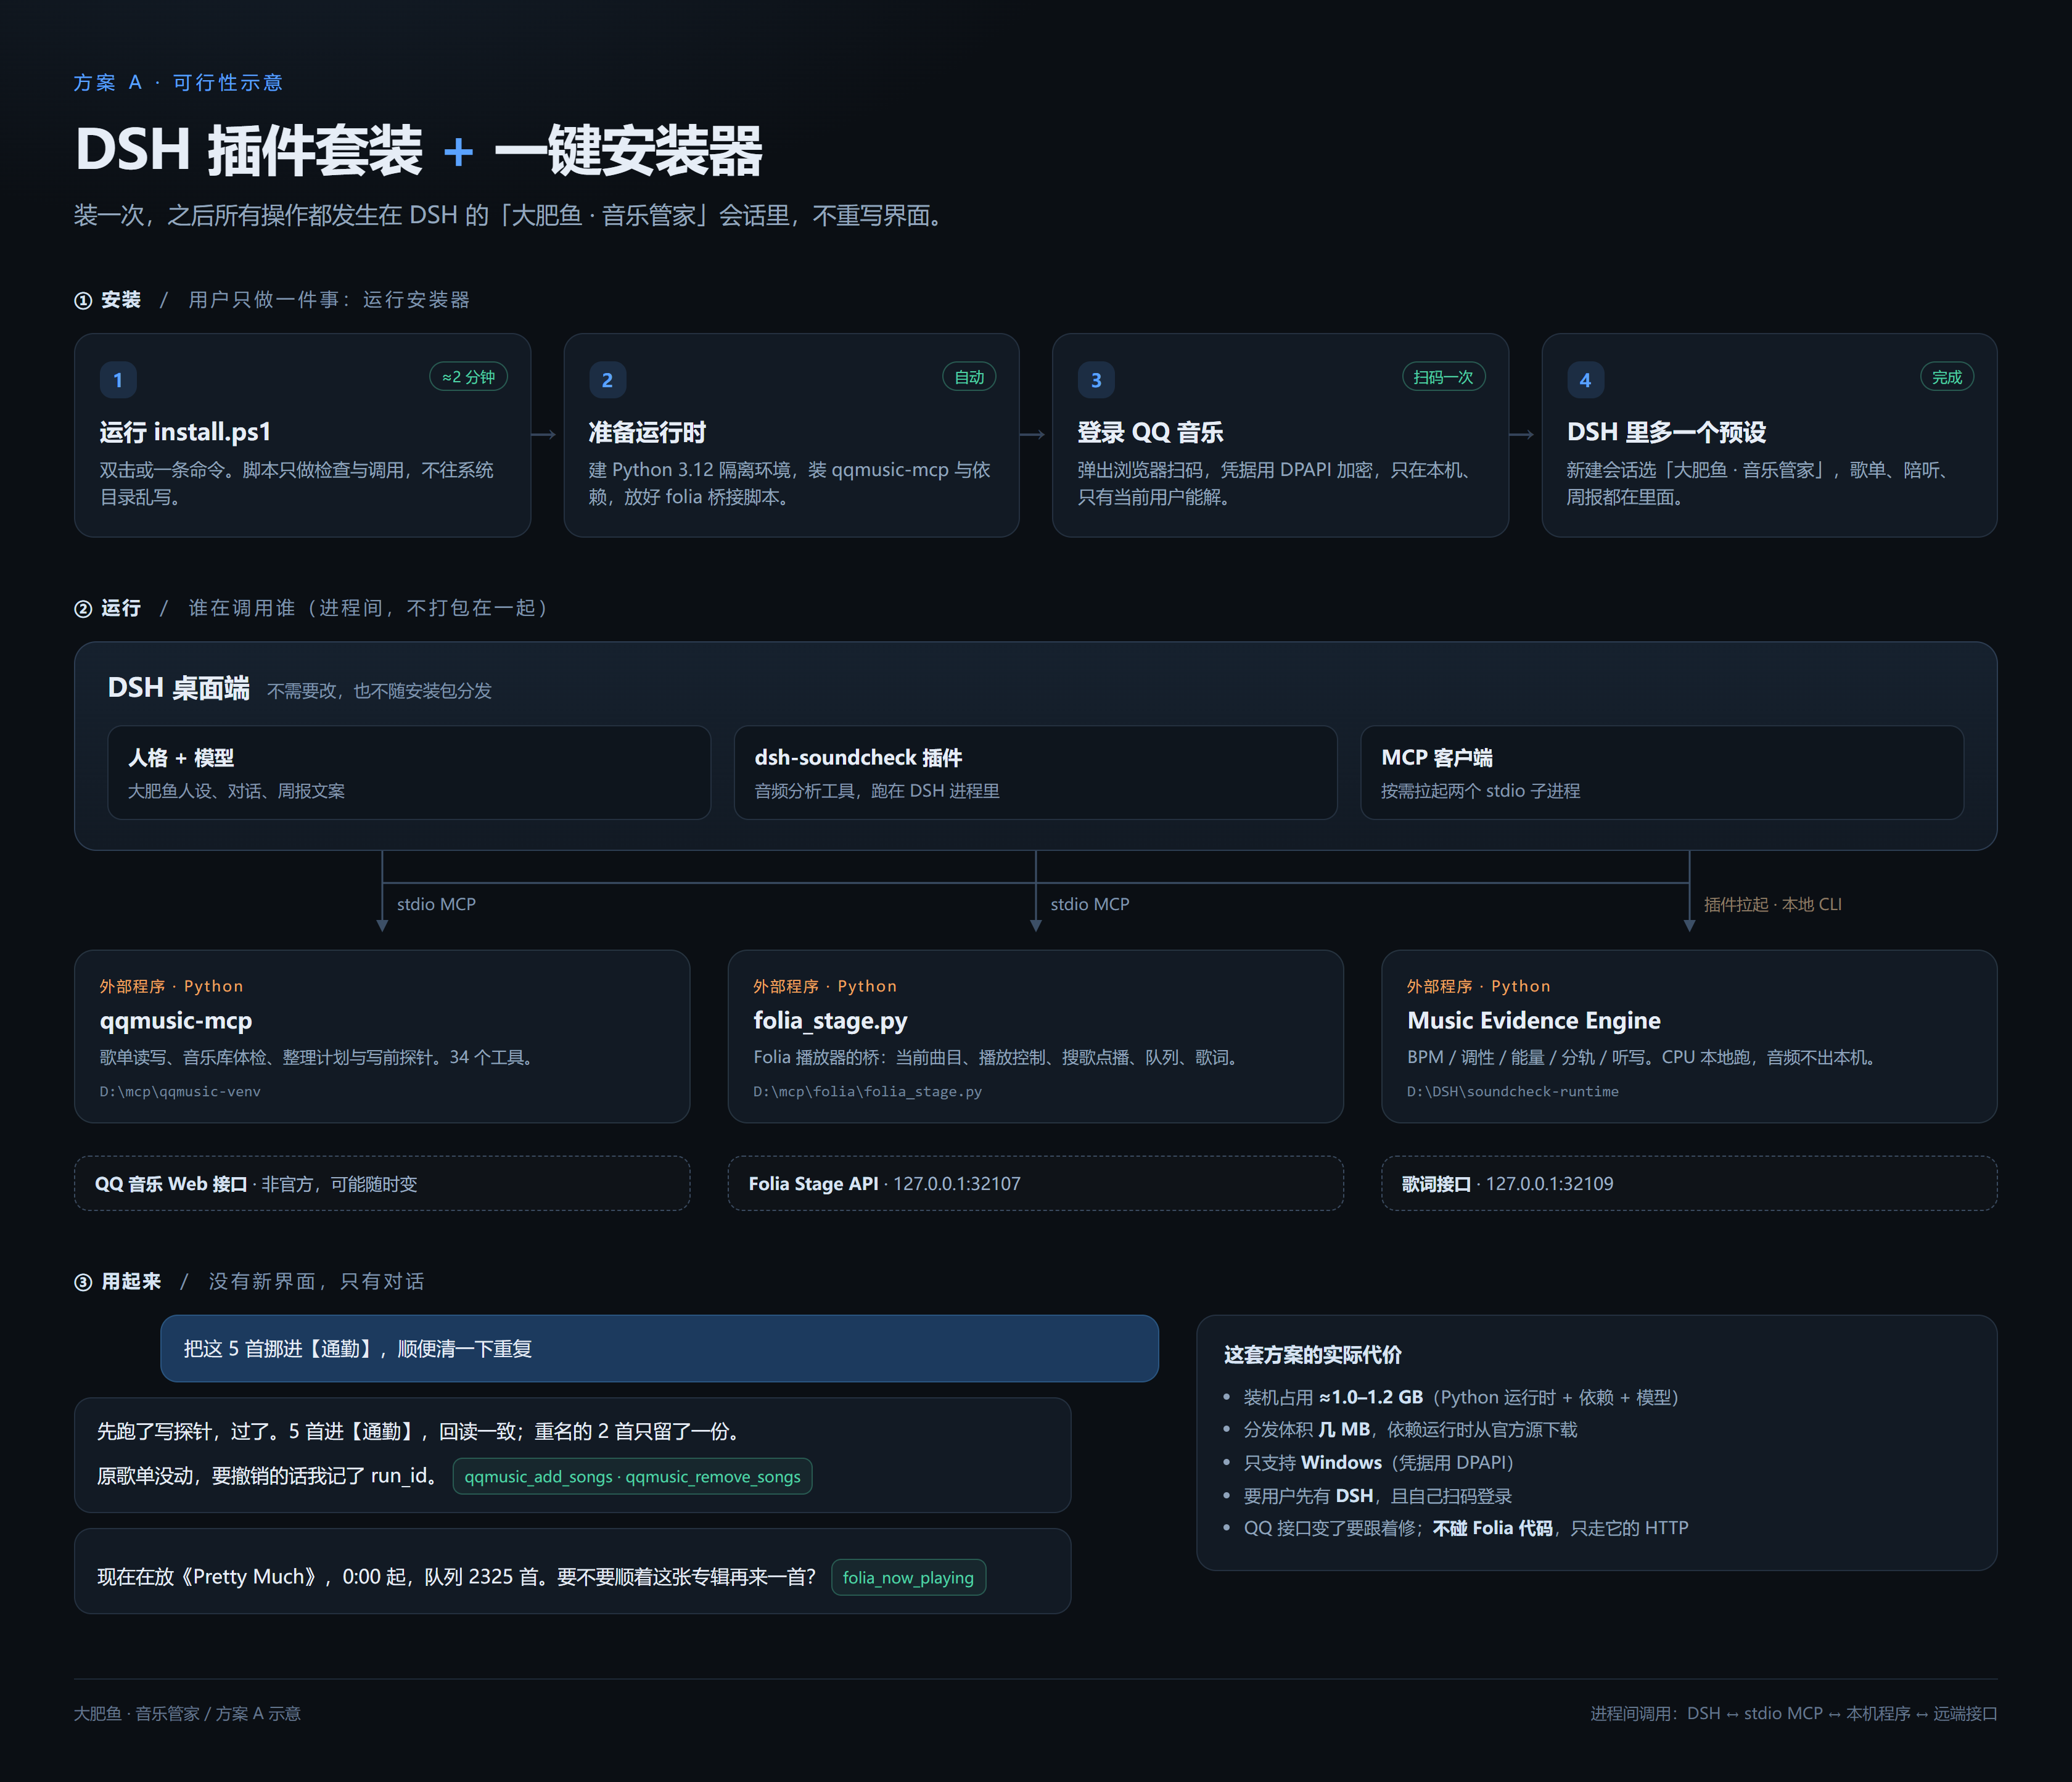 方案 A · 可行性示意
DSH 插件套装 + 一键安装器
装一次，之后所有操作都发生在 DSH 的「大肥鱼 · 音乐管家」会话里，不重写界面。
① 安装 / 用户只做一件事：运行安装器
1
≈2 分钟
运行 install.ps1
双击或一条命令。脚本只做检查与调用，不往系统
目录乱写。
→
2
自动
准备运行时
建 Python 3.12 隔离环境，装 qqmusic-mcp 与依
赖，放好 folia 桥接脚本。
→
3
扫码一次
登录 QQ 音乐
弹出浏览器扫码，凭据用 DPAPI 加密，只在本机、
只有当前用户能解。
→
4
完成
DSH 里多一个预设
新建会话选「大肥鱼 · 音乐管家」，歌单、陪听、
周报都在里面。
② 运行 / 谁在调用谁（进程间，不打包在一起）
DSH 桌面端 不需要改，也不随安装包分发
人格 + 模型
大肥鱼人设、对话、周报文案
dsh-soundcheck 插件
音频分析工具，跑在 DSH 进程里
MCP 客户端
按需拉起两个 stdio 子进程
stdio MCP
stdio MCP
插件拉起 · 本地 CLI
外部程序 · Python
qqmusic-mcp
歌单读写、音乐库体检、整理计划与写前探针。34 个工具。
D:\mcp\qqmusic-venv
外部程序 · Python
folia_stage.py
Folia 播放器的桥：当前曲目、播放控制、搜歌点播、队列、歌词。
D:\mcp\folia\folia_stage.py
外部程序 · Python
Music Evidence Engine
BPM / 调性 / 能量 / 分轨 / 听写。CPU 本地跑，音频不出本机。
D:\DSH\soundcheck-runtime
QQ 音乐 Web 接口 · 非官方，可能随时变
Folia Stage API · 127.0.0.1:32107
歌词接口 · 127.0.0.1:32109
③ 用起来 / 没有新界面，只有对话
把这 5 首挪进【通勤】，顺便清一下重复
先跑了写探针，过了。5 首进【通勤】，回读一致；重名的 2 首只留了一份。
原歌单没动，要撤销的话我记了 run_id。 qqmusic_add_songs · qqmusic_remove_songs
现在在放《Pretty Much》，0:00 起，队列 2325 首。要不要顺着这张专辑再来一首？ folia_now_playing
这套方案的实际代价
• 装机占用 ≈1.0–1.2 GB（Python 运行时 + 依赖 + 模型）
• 分发体积 几 MB，依赖运行时从官方源下载
• 只支持 Windows（凭据用 DPAPI）
• 要用户先有 DSH，且自己扫码登录
• QQ 接口变了要跟着修；不碰 Folia 代码，只走它的 HTTP
大肥鱼 · 音乐管家 / 方案 A 示意
进程间调用：DSH ↔ stdio MCP ↔ 本机程序 ↔ 远端接口